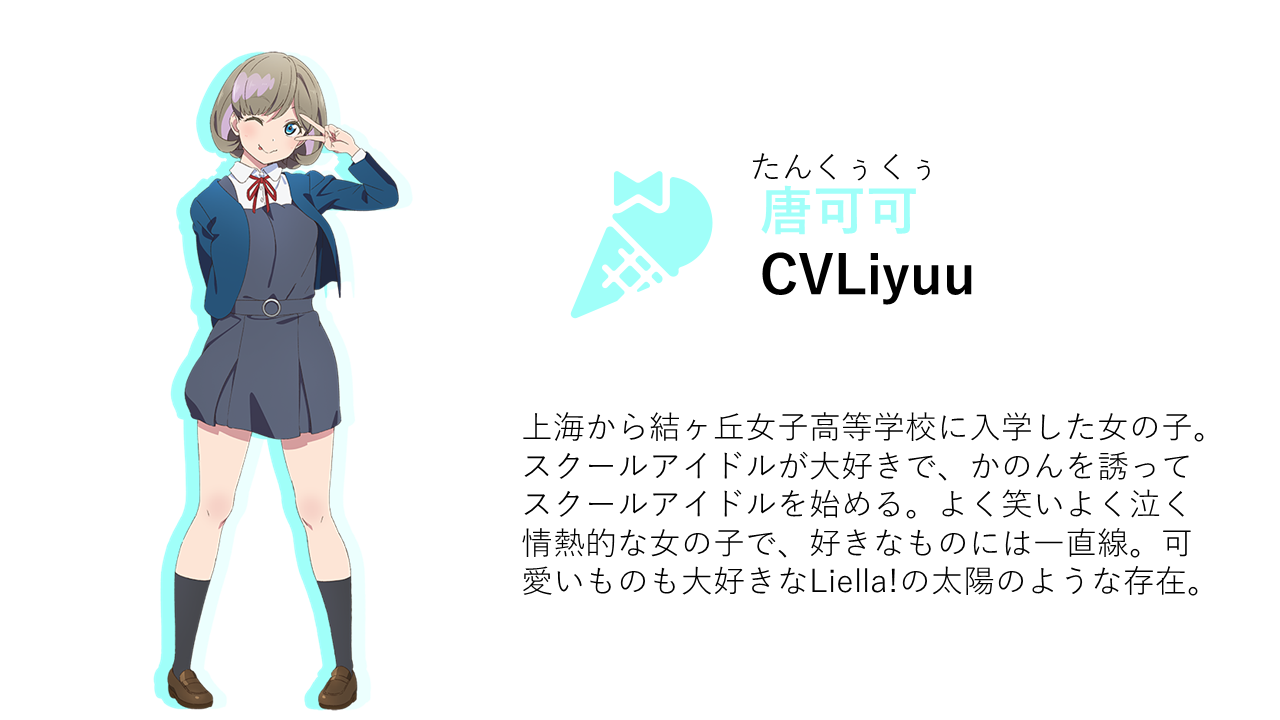 たんくぅくぅ
唐可可
CVLiyuu
上海から結ヶ丘女子高等学校に入学した女の子。
スクールアイドルが大好きで、かのんを誘って
スクールアイドルを始める。よく笑いよく泣く
情熱的な女の子で、好きなものには一直線。可
愛いものも大好きなLiella!の太陽のような存在。